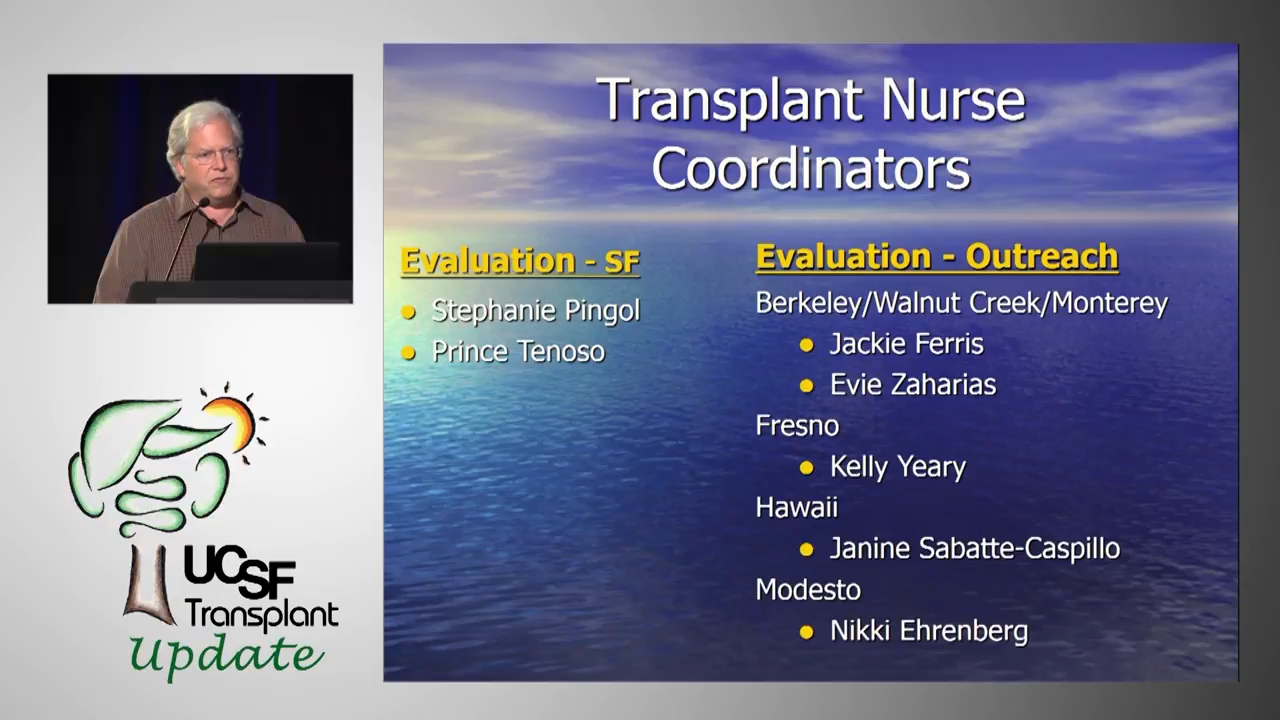 Transplant Nurse
Coordinators
Evaluation - SF
Stephanie Pingol
Prince Tenoso
Evaluation - Outreach
Berkeley/Walnut Creek/Monterey
Jackie Ferris
Evie Zaharias
Fresno
Kelly Yeary
Hawaii
Janine Sabatte-Caspillo
Modesto
Nikki Ehrenberg
UCSF
Transplant
Update